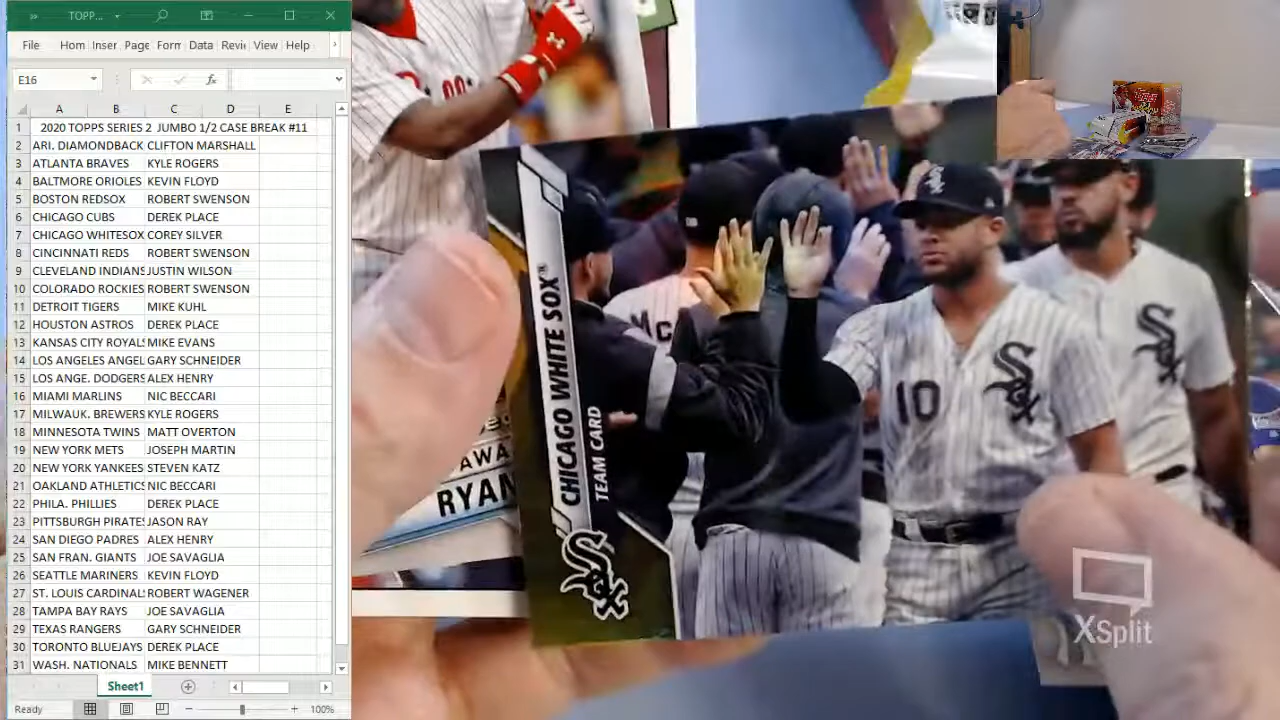 TOPP...
File Hom Inser Page Form Data Revi View Help
E16
fx
A B C D E
1 2020 TOPPS SERIES 2 JUMBO 1/2 CASE BREAK #11
2 ARI. DIAMONDBACK CLIFTON MARSHALL
3 ATLANTA BRAVES KYLE ROGERS
4 BALTMORE ORIOLES KEVIN FLOYD
5 BOSTON REDSOX ROBERT SWENSON
6 CHICAGO CUBS DEREK PLACE
7 CHICAGO WHITESOX COREY SILVER
8 CINCINNATI REDS ROBERT SWENSON
9 CLEVELAND INDIANS JUSTIN WILSON
10 COLORADO ROCKIES ROBERT SWENSON
11 DETROIT TIGERS MIKE KUHL
12 HOUSTON ASTROS DEREK PLACE
13 KANSAS CITY ROYALS MIKE EVANS
14 LOS ANGELES ANGEL GARY SCHNEIDER
15 LOS ANGE. DODGERS ALEX HENRY
16 MIAMI MARLINS NIC BECCARI
17 MILWAUK. BREWERS KYLE ROGERS
18 MINNESOTA TWINS MATT OVERTON
19 NEW YORK METS JOSEPH MARTIN
20 NEW YORK YANKEES STEVEN KATZ
21 OAKLAND ATHLETICS NIC BECCARI
22 PHILA. PHILLIES DEREK PLACE
23 PITTSBURGH PIRATES JASON RAY
24 SAN DIEGO PADRES ALEX HENRY
25 SAN FRAN. GIANTS JOE SAVAGLIA
26 SEATTLE MARINERS KEVIN FLOYD
27 ST. LOUIS CARDINALS ROBERT WAGENER
28 TAMPA BAY RAYS JOE SAVAGLIA
29 TEXAS RANGERS GARY SCHNEIDER
30 TORONTO BLUEJAYS DEREK PLACE
31 WASH. NATIONALS MIKE BENNETT
Sheet1
Ready
100%
CHICAGO WHITE SOX®
TEAM CARD
Sox
McC
10
Sox
Sox
AWA
RYAN
XSplit